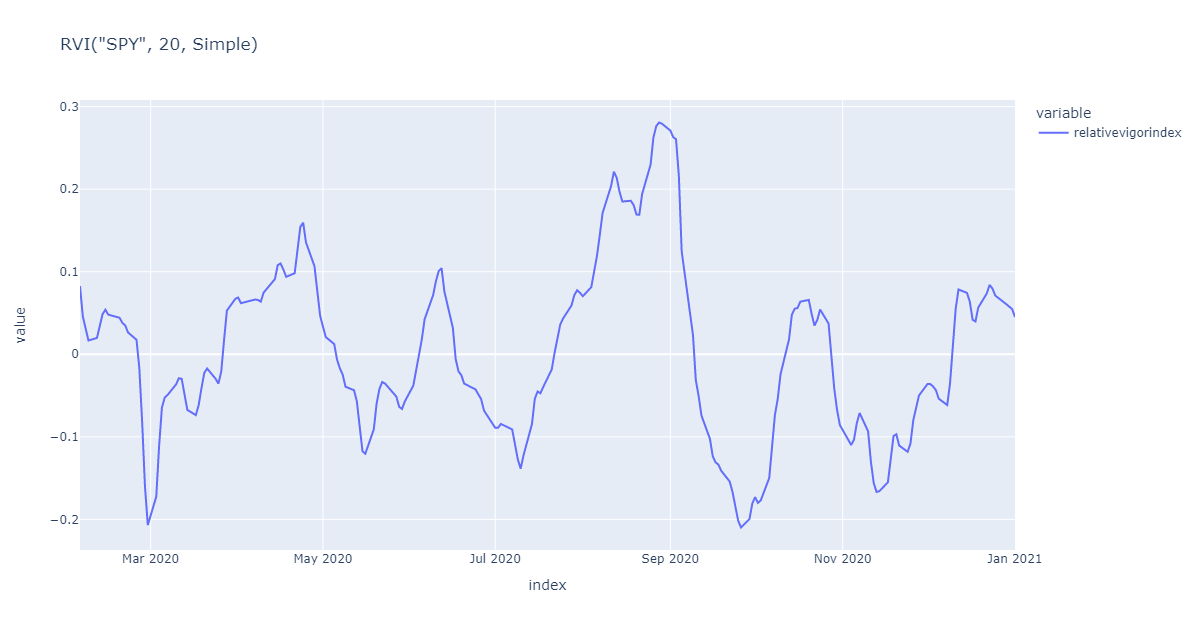 RVI("SPY", 20, Simple)
variable
relativevigorindex
0.3
0.2
0.1
0
−0.1
−0.2
value
Mar 2020
May 2020
Jul 2020
Sep 2020
Nov 2020
Jan 2021
index